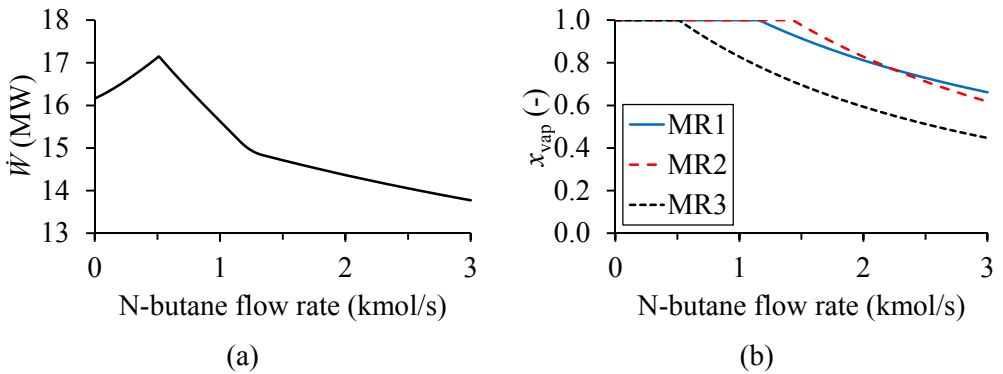 18
17
16
15
14
13
Ẇ (MW)
0
1
2
3
N-butane flow rate (kmol/s)
(a)
1.0
0.8
0.6
0.4
0.2
0.0
x_vap (-)
MR1
MR2
MR3
0
1
2
3
N-butane flow rate (kmol/s)
(b)